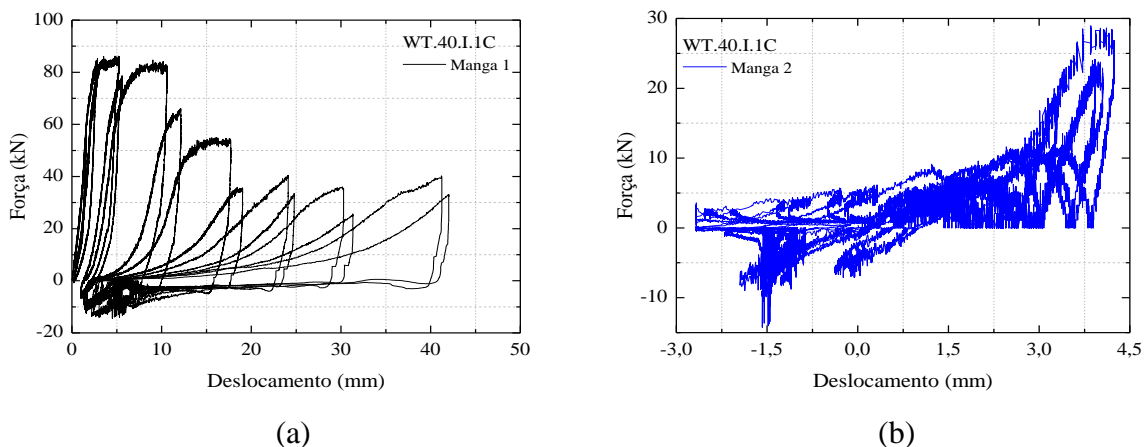 WT.40.I.1C
Manga 1
Força (kN)
100
80
60
40
20
0
-20
0
10
20
30
40
50
Deslocamento (mm)
(a)
WT.40.I.1C
Manga 2
Força (kN)
30
20
10
0
-10
-3,0
-1,5
0,0
1,5
3,0
4,5
Deslocamento (mm)
(b)